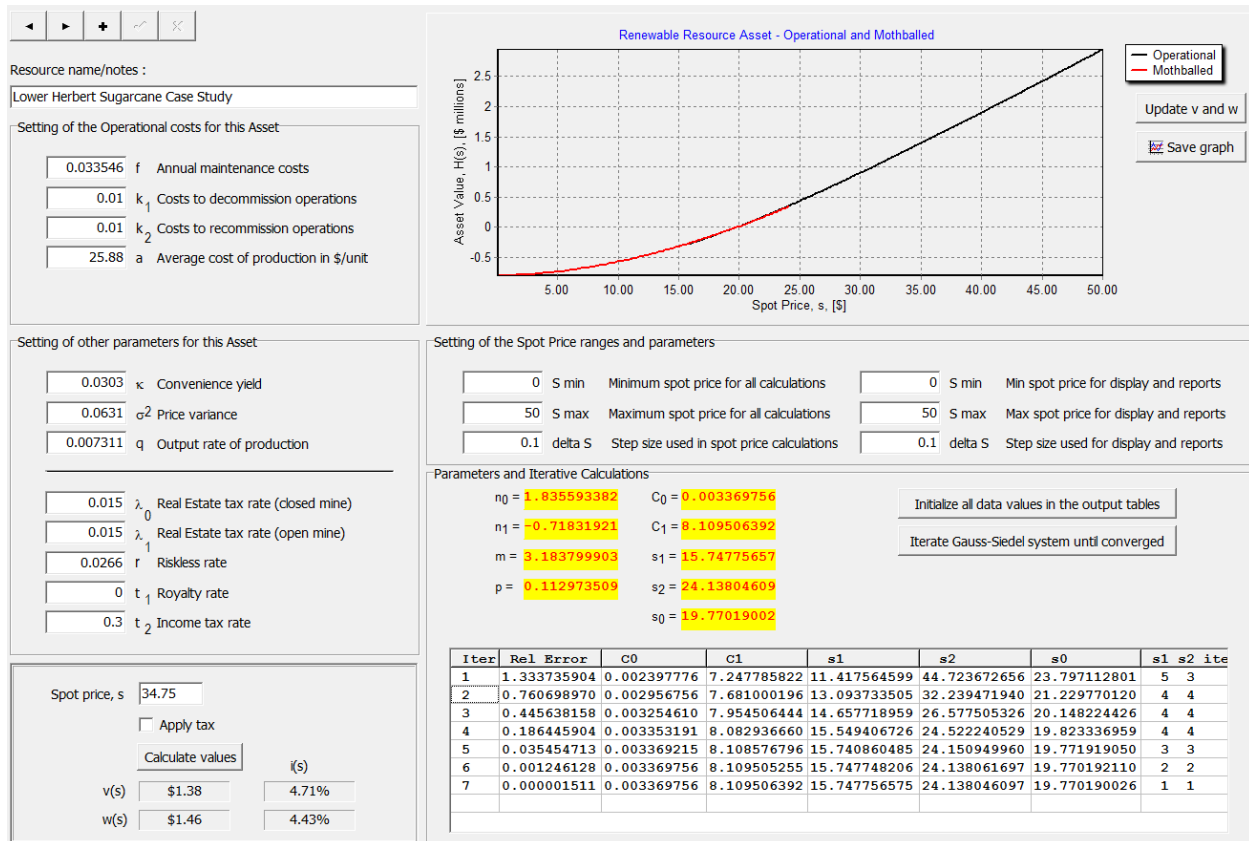 Resource name/notes :
Lower Herbert Sugarcane Case Study
Setting of the Operational costs for this Asset
0.033546 f Annual maintenance costs
0.01 k1 Costs to decommission operations
0.01 k2 Costs to recommission operations
25.88 a Average cost of production in $/unit
Renewable Resource Asset - Operational and Mothballed
Asset Value, H(s), [$ millions]
2.5
2
1.5
1
0.5
0
-0.5
5.00 10.00 15.00 20.00 25.00 30.00 35.00 40.00 45.00 50.00
Spot Price, s, [$]
Operational
Mothballed
Update v and w
Save graph
Setting of other parameters for this Asset
0.0303 κ Convenience yield
0.0631 σ2 Price variance
0.007311 q Output rate of production
0.015 λ0 Real Estate tax rate (closed mine)
0.015 λ1 Real Estate tax rate (open mine)
0.0266 r Riskless rate
0 t1 Royalty rate
0.3 t2 Income tax rate
Setting of the Spot Price ranges and parameters
0 S min Minimum spot price for all calculations 0 S min Min spot price for display and reports
50 S max Maximum spot price for all calculations 50 S max Max spot price for display and reports
0.1 delta S Step size used in spot price calculations 0.1 delta S Step size used for display and reports
Parameters and Iterative Calculations
n0 = 1.835593382 C0 = 0.003369756
n1 = -0.71831921 C1 = 8.109506392
m = 3.183799903 s1 = 15.74775657
p = 0.112973509 s2 = 24.13804609
s0 = 19.77019002
Initialize all data values in the output tables
Iterate Gauss-Siedel system until converged
Spot price, s 34.75
Apply tax
Calculate values
i(s)
v(s) $1.38 4.71%
w(s) $1.46 4.43%
Iter Rel Error C0 C1 s1 s2 s0 s1 s2 ite
1 1.333735904 0.002397776 7.247785822 11.417564599 44.723672656 23.797112801 5 3
2 0.760698970 0.002956756 7.681000196 13.093733505 32.239471940 21.229770120 4 4
3 0.445638158 0.003254610 7.954506444 14.657718959 26.577505326 20.148224426 4 4
4 0.186445904 0.003353191 8.082936660 15.549406726 24.522240529 19.823336959 4 4
5 0.035454713 0.003369215 8.108576796 15.740860485 24.150949960 19.771919050 3 3
6 0.001246128 0.003369756 8.109505255 15.747748206 24.138061697 19.770192110 2 2
7 0.000001511 0.003369756 8.109506392 15.747756575 24.138046097 19.770190026 1 1